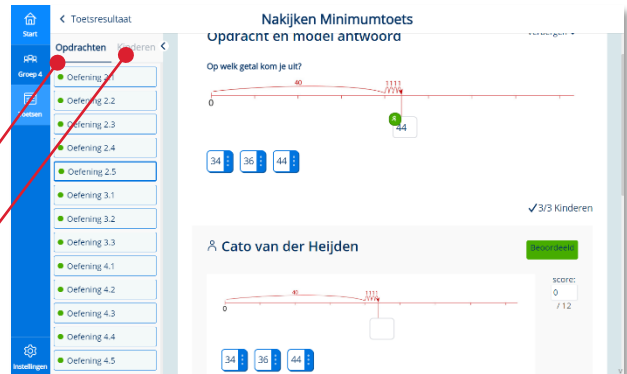 Start
Groep 4
Toetsen
Instellingen
Toetsresultaat
Nakijken Minimumtoets
Opdrachten Kinderen
Oefening 2.1
Oefening 2.2
Oefening 2.3
Oefening 2.4
Oefening 2.5
Oefening 3.1
Oefening 3.2
Oefening 3.3
Oefening 4.1
Oefening 4.2
Oefening 4.3
Oefening 4.4
Oefening 4.5
Opdracht en model antwoord
Op welk getal kom je uit?
40 1111
0
44
34 36 44
3/3 Kinderen
Cato van der Heijden
Beoordeeld
score:
0
/ 12
40 1111
0
34 36 44